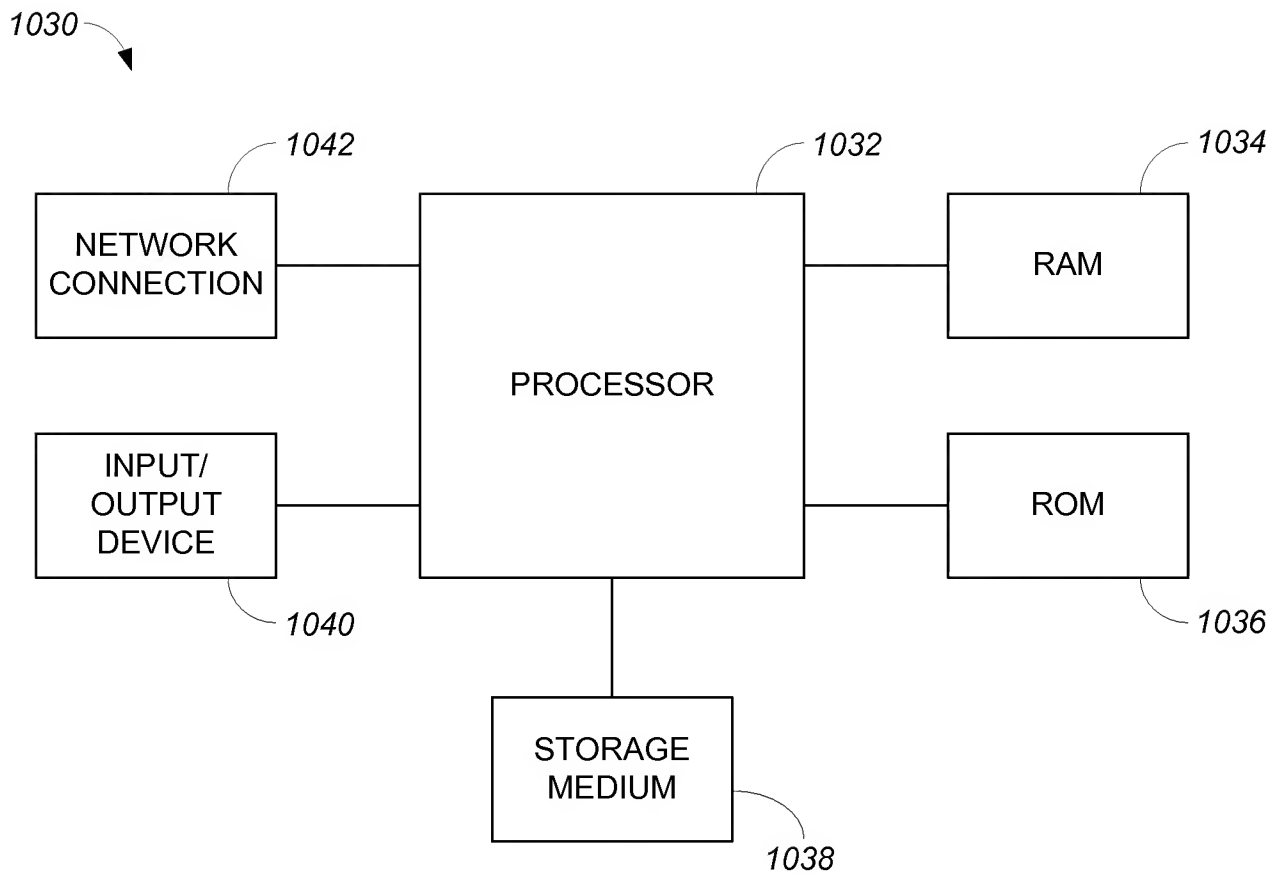 1030
1042
1032
1034
NETWORK
CONNECTION
RAM
PROCESSOR
INPUT/
OUTPUT
DEVICE
ROM
1040
1036
STORAGE
MEDIUM
1038